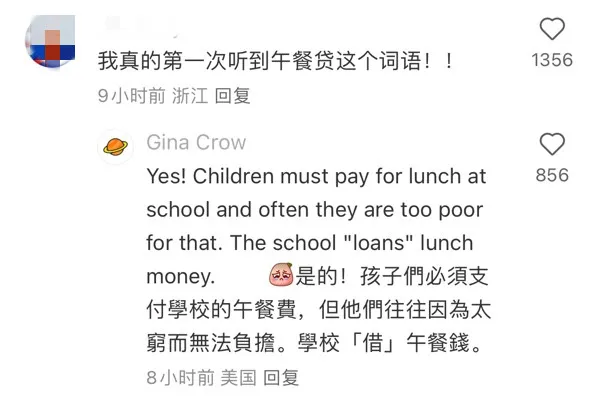 我真的第一次听到午餐贷这个词语！！
1356
9小时前 浙江 回复
Gina Crow
Yes! Children must pay for lunch at
856
school and often they are too poor
for that. The school "loans" lunch
money. 是的！孩子們必須支
付學校的午餐費，但他們往往因為太
窮而無法負擔。學校「借」午餐錢。
8小时前 美国 回复